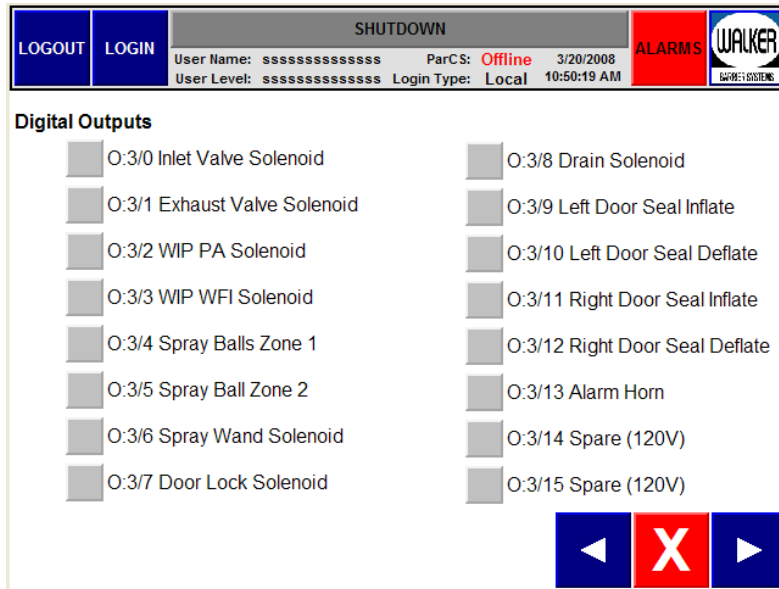 LOGOUT
LOGIN
SHUTDOWN
User Name: ssssssssssssss ParCS: Offline 3/20/2008
User Level: ssssssssssssss Login Type: Local 10:50:19 AM
ALARMS
WALKER
BARRIER SYSTEMS
Digital Outputs
O:3/0 Inlet Valve Solenoid
O:3/1 Exhaust Valve Solenoid
O:3/2 WIP PA Solenoid
O:3/3 WIP WFI Solenoid
O:3/4 Spray Balls Zone 1
O:3/5 Spray Ball Zone 2
O:3/6 Spray Wand Solenoid
O:3/7 Door Lock Solenoid
O:3/8 Drain Solenoid
O:3/9 Left Door Seal Inflate
O:3/10 Left Door Seal Deflate
O:3/11 Right Door Seal Inflate
O:3/12 Right Door Seal Deflate
O:3/13 Alarm Horn
O:3/14 Spare (120V)
O:3/15 Spare (120V)
X